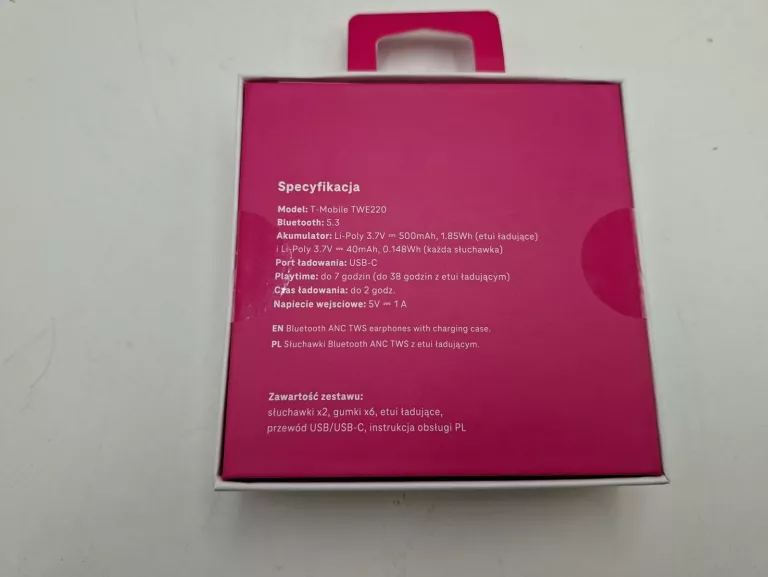 Specyfikacja
Model: T-Mobile TWE220
Bluetooth: 5.3
Akumulator: Li-Poly 3.7V ⎓ 500mAh, 1.85Wh (etui ładujące)
i Li-Poly 3.7V ⎓ 40mAh, 0.148Wh (każda słuchawka)
Port ładowania: USB-C
Playtime: do 7 godzin (do 38 godzin z etui ładującym)
Czas ładowania: do 2 godz.
Napiecie wejsciowe: 5V ⎓ 1 A
EN Bluetooth ANC TWS earphones with charging case.
PL Słuchawki Bluetooth ANC TWS z etui ładującym.
Zawartość zestawu:
słuchawki x2, gumki x6, etui ładujące,
przewód USB/USB-C, instrukcja obsługi PL